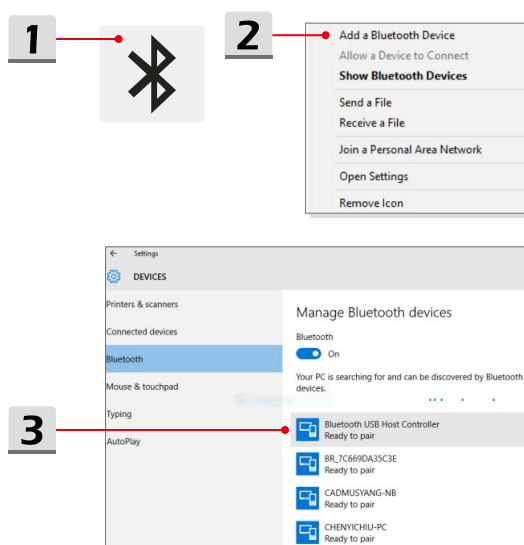 1
2
Add a Bluetooth Device
Allow a Device to Connect
Show Bluetooth Devices
Send a File
Receive a File
Join a Personal Area Network
Open Settings
Remove Icon
3
← Settings
DEVICES
Printers & scanners
Connected devices
Bluetooth
Mouse & touchpad
Typing
AutoPlay
Manage Bluetooth devices
Bluetooth
On
Your PC is searching for and can be discovered by Bluetooth
devices.
Bluetooth USB Host Controller
Ready to pair
BR_7C669DA35C3E
Ready to pair
CADMUSYANG-NB
Ready to pair
CHENYICHIU-PC
Ready to pair